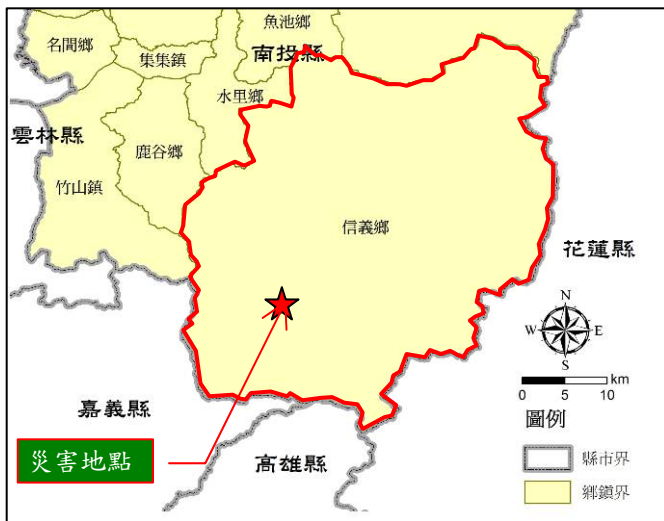 魚池鄉
名間鄉
集集鎮
南投縣
水里鄉
雲林縣
鹿谷鄉
竹山鎮
信義鄉
花蓮縣
N
W
E
S
0 5 10 km
嘉義縣
圖例
災害地點
高雄縣
縣市界
鄉鎮界